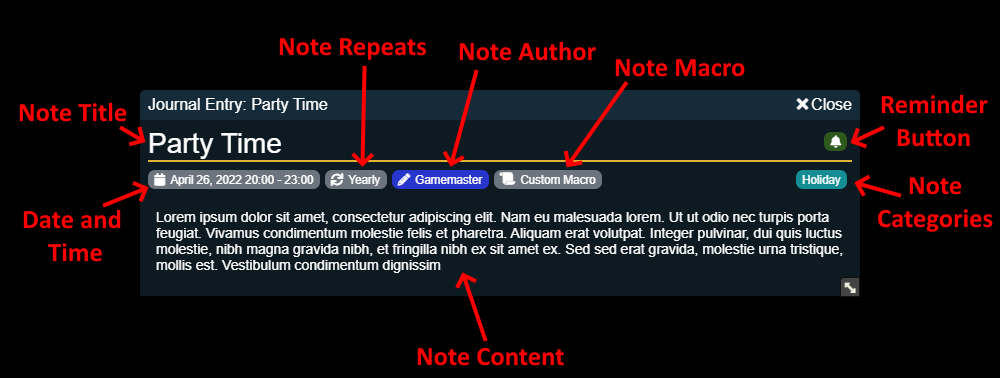 Note Repeats
Note Author
Note Macro
Journal Entry: Party Time
Close
Note Title
Party Time
Reminder
Button
April 26, 2022 20:00 - 23:00
Yearly
Gamemaster
Custom Macro
Holiday
Date and
Time
Note
Categories
Lorem ipsum dolor sit amet, consectetur adipiscing elit. Nam eu malesuada lorem. Ut ut odio nec turpis porta
feugiat. Vivamus condimentum molestie felis et pharetra. Aliquam erat volutpat. Integer pulvinar, dui quis luctus
molestie, nibh magna gravida nibh, et fringilla nibh ex sit amet ex. Sed sed erat gravida, molestie urna tristique,
mollis est. Vestibulum condimentum dignissim
Note Content